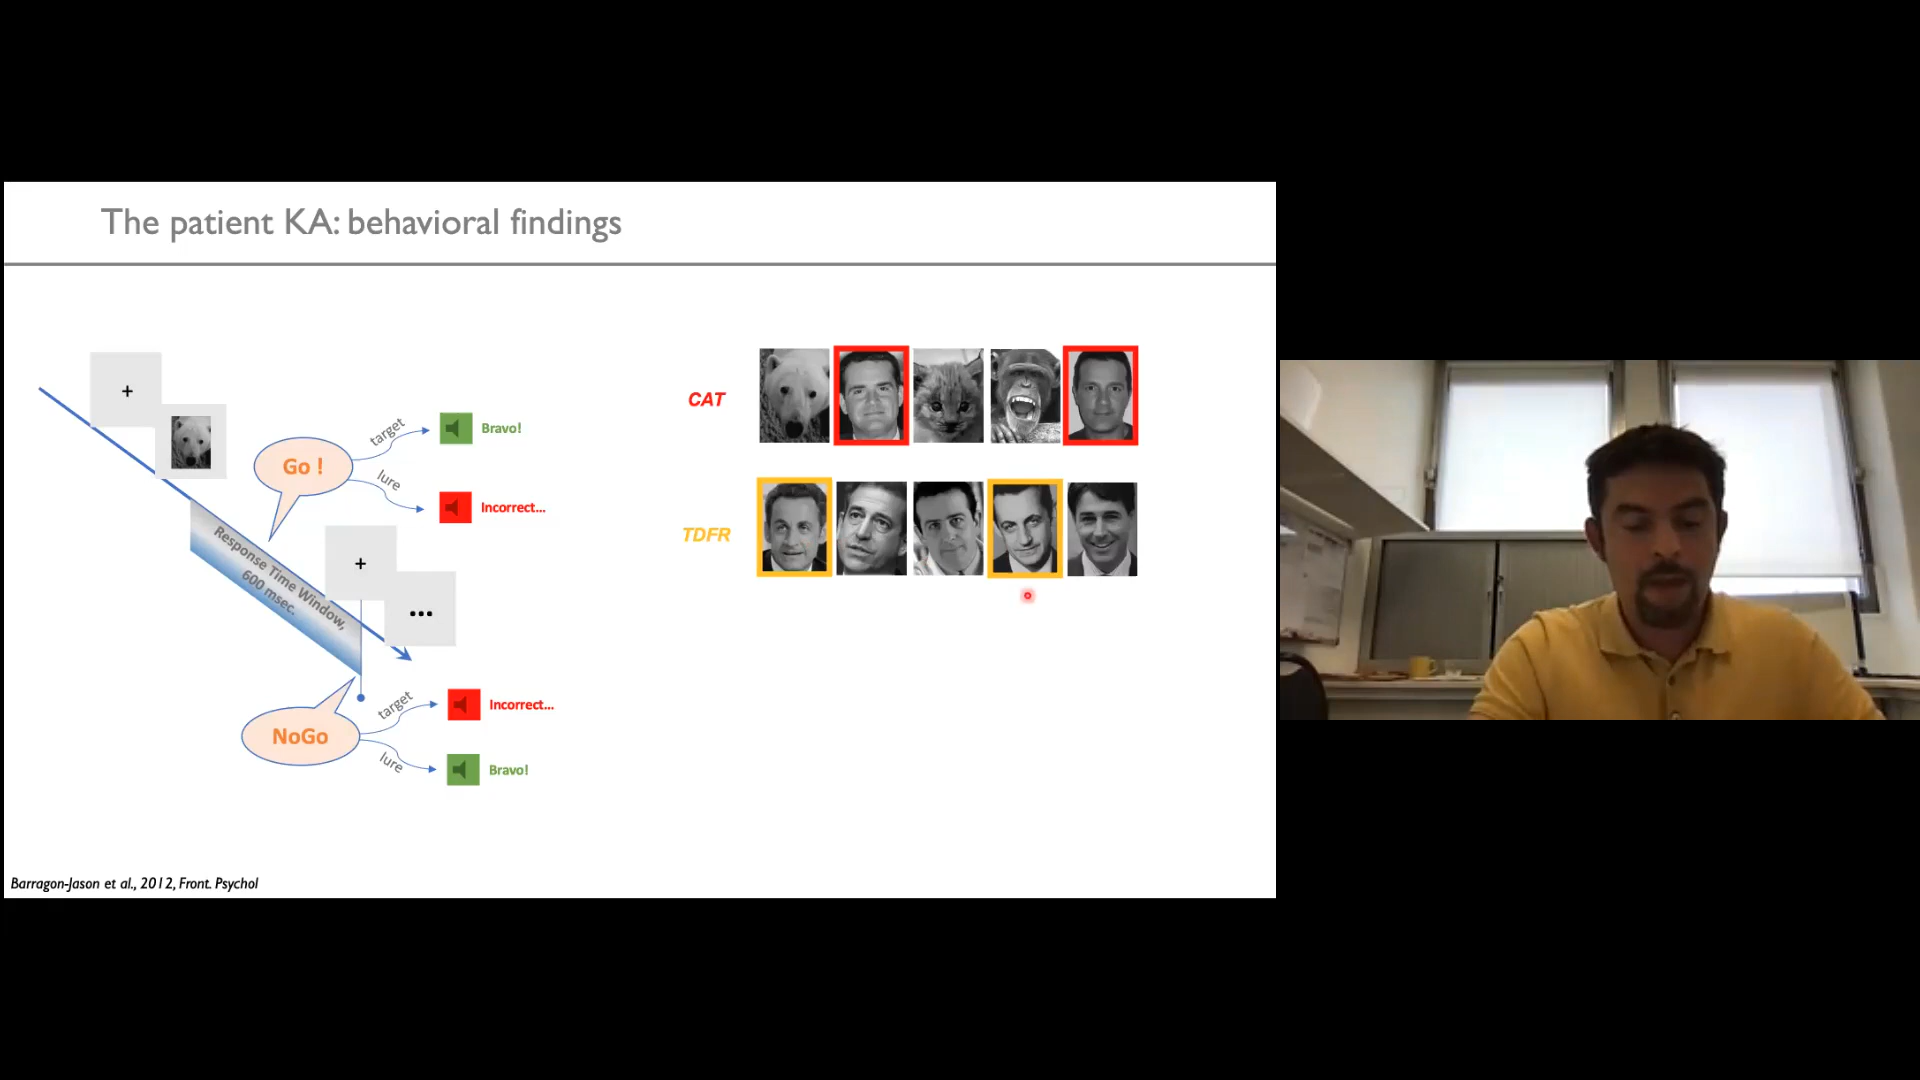 The patient KA: behavioral findings
+
Go !
target
Bravo!
lure
Incorrect...
Response Time Window,
600 msec.
+
...
NoGo
target
Incorrect...
lure
Bravo!
CAT
TDFR
Barragon-Jason et al., 2012, Front. Psychol